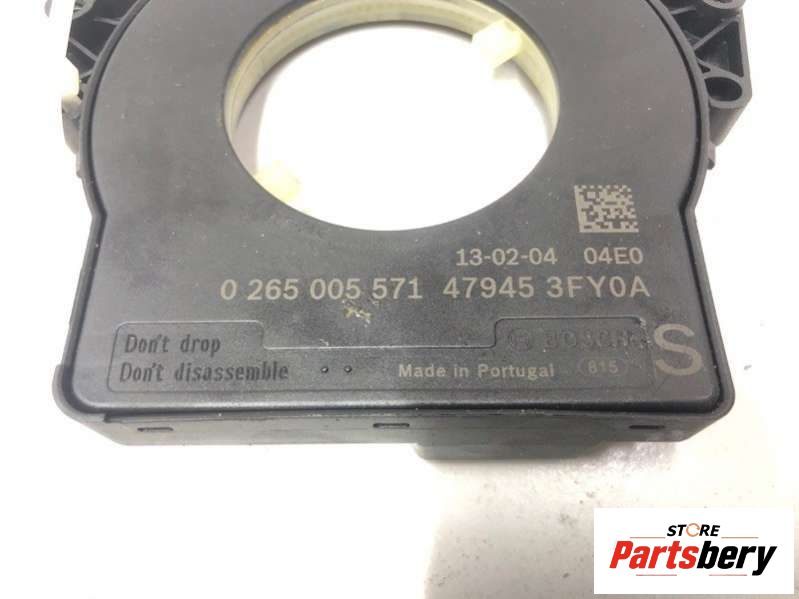 13-02-04 04E0
0 265 005 571 47945 3FY0A
Don't drop
Don't disassemble
BOSCH
Made in Portugal 815
S
STORE
Partsbery